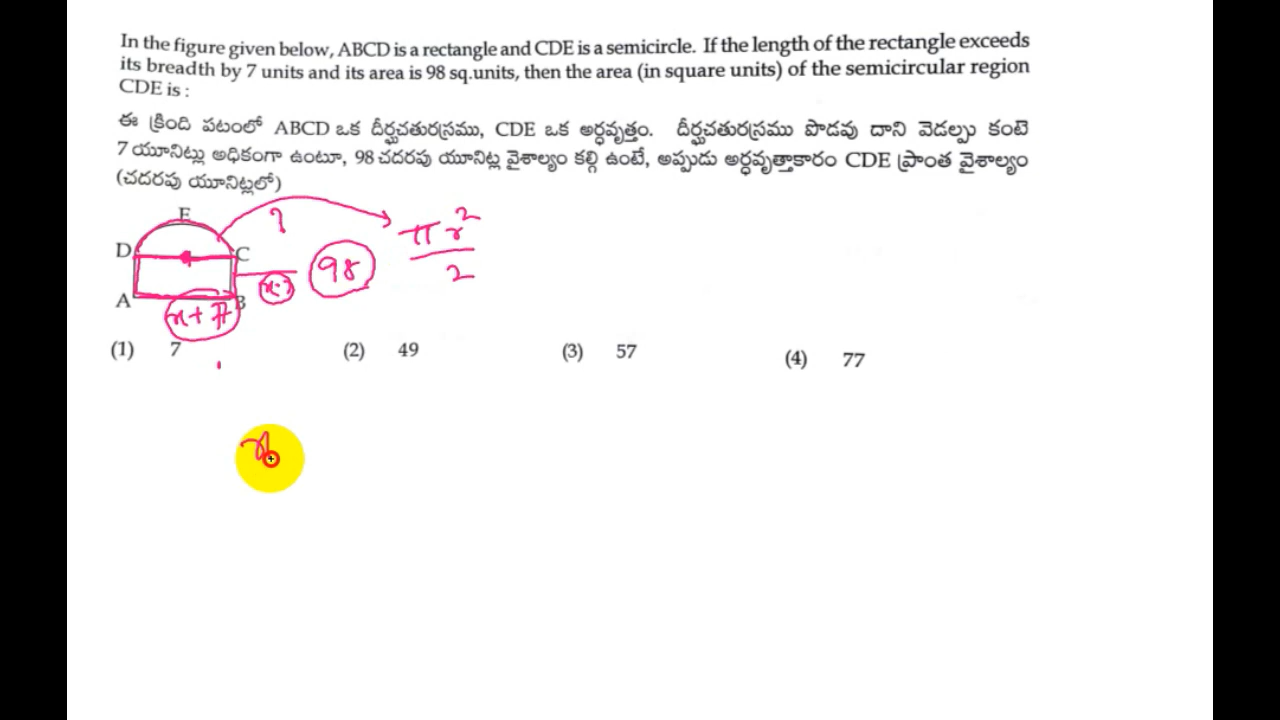 In the figure given below, ABCD is a rectangle and CDE is a semicircle. If the length of the rectangle exceeds
its breadth by 7 units and its area is 98 sq.units, then the area (in square units) of the semicircular region
CDE is :
ఈ క్రింది పటంలో ABCD ఒక దీర్ఘచతురస్రము, CDE ఒక అర్ధవృత్తం. దీర్ఘచతురస్రము పొడవు దాని వెడల్పు కంటె
7 యూనిట్లు అధికంగా ఉంటూ, 98 చదరపు యూనిట్ల వైశాల్యం కల్గి ఉంటే, అప్పుడు అర్ధవృత్తాకారం CDE ప్రాంత వైశాల్యం
(చదరపు యూనిట్లలో)
E
?
πr²
2
D
C
98
A
B
x+7
(1) 7
(2) 49
(3) 57
(4) 77